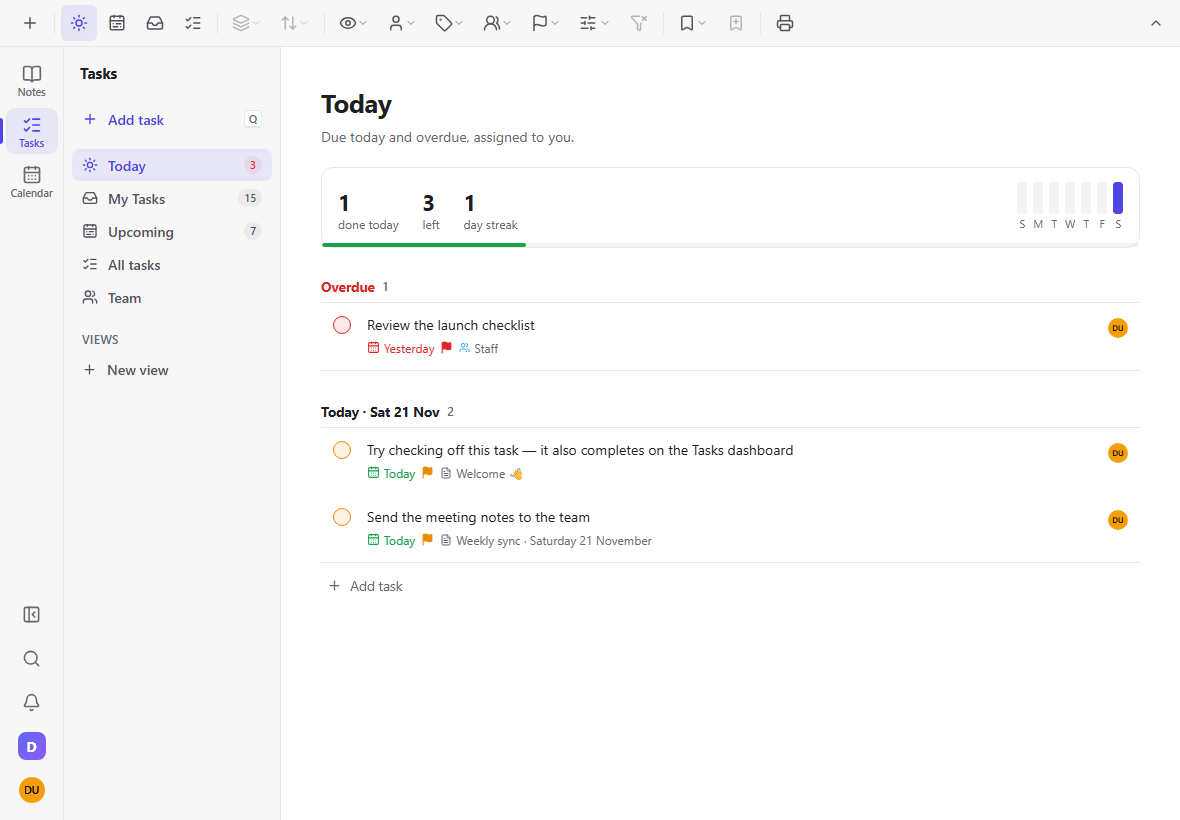 Notes
Tasks
Calendar
D
DU
Tasks
Add task Q
Today 3
My Tasks 15
Upcoming 7
All tasks
Team
VIEWS
New view
Today
Due today and overdue, assigned to you.
1 3 1
done today left day streak
S M T W T F S
Overdue 1
Review the launch checklist DU
Yesterday Staff
Today · Sat 21 Nov 2
Try checking off this task — it also completes on the Tasks dashboard DU
Today Welcome 👋
Send the meeting notes to the team DU
Today Weekly sync · Saturday 21 November
Add task